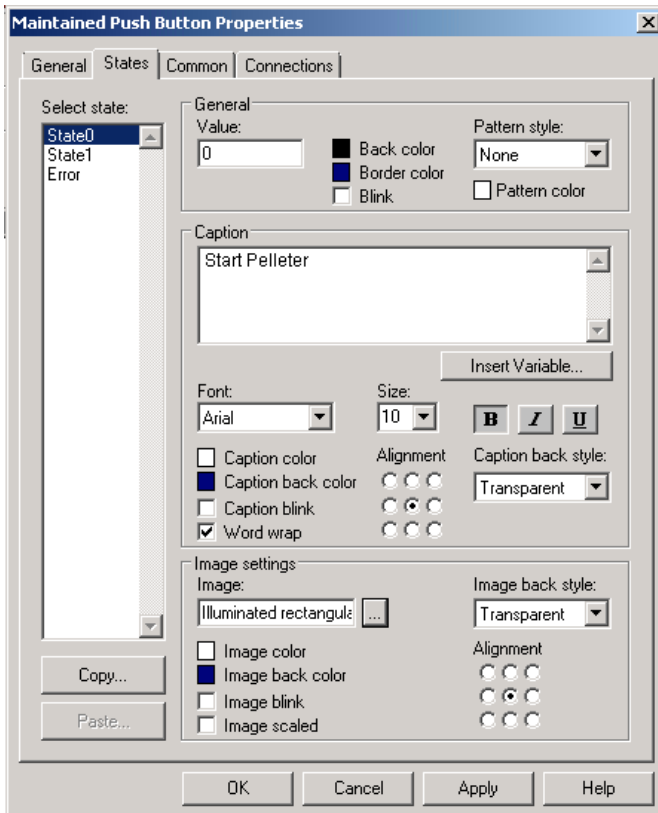 Maintained Push Button Properties
General States Common Connections
Select state:
State0
State1
Error
Copy...
Paste...
General
Value:
0
Back color
Border color
Blink
Pattern style:
None
Pattern color
Caption
Start Pelleter
Insert Variable...
Font:
Arial
Size:
10
B I U
Caption color
Caption back color
Caption blink
Word wrap
Alignment
Caption back style:
Transparent
Image settings
Image:
Illuminated rectangula
...
Image back style:
Transparent
Image color
Image back color
Image blink
Image scaled
Alignment
OK Cancel Apply Help